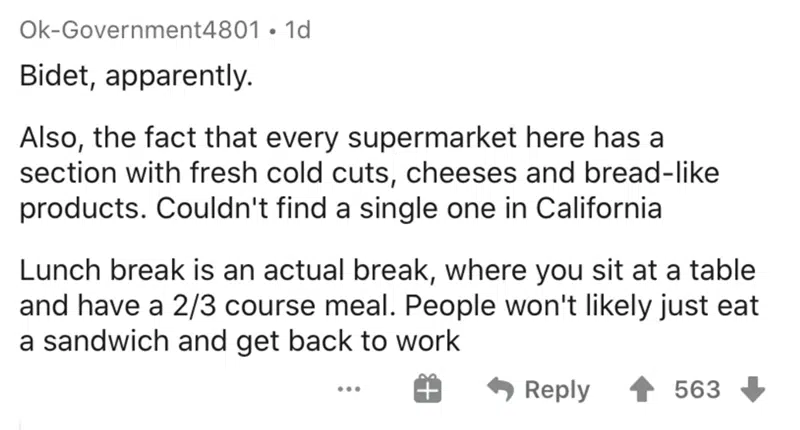 Ok-Government4801 • 1d
Bidet, apparently.
Also, the fact that every supermarket here has a
section with fresh cold cuts, cheeses and bread-like
products. Couldn't find a single one in California
Lunch break is an actual break, where you sit at a table
and have a 2/3 course meal. People won't likely just eat
a sandwich and get back to work
... Reply 563